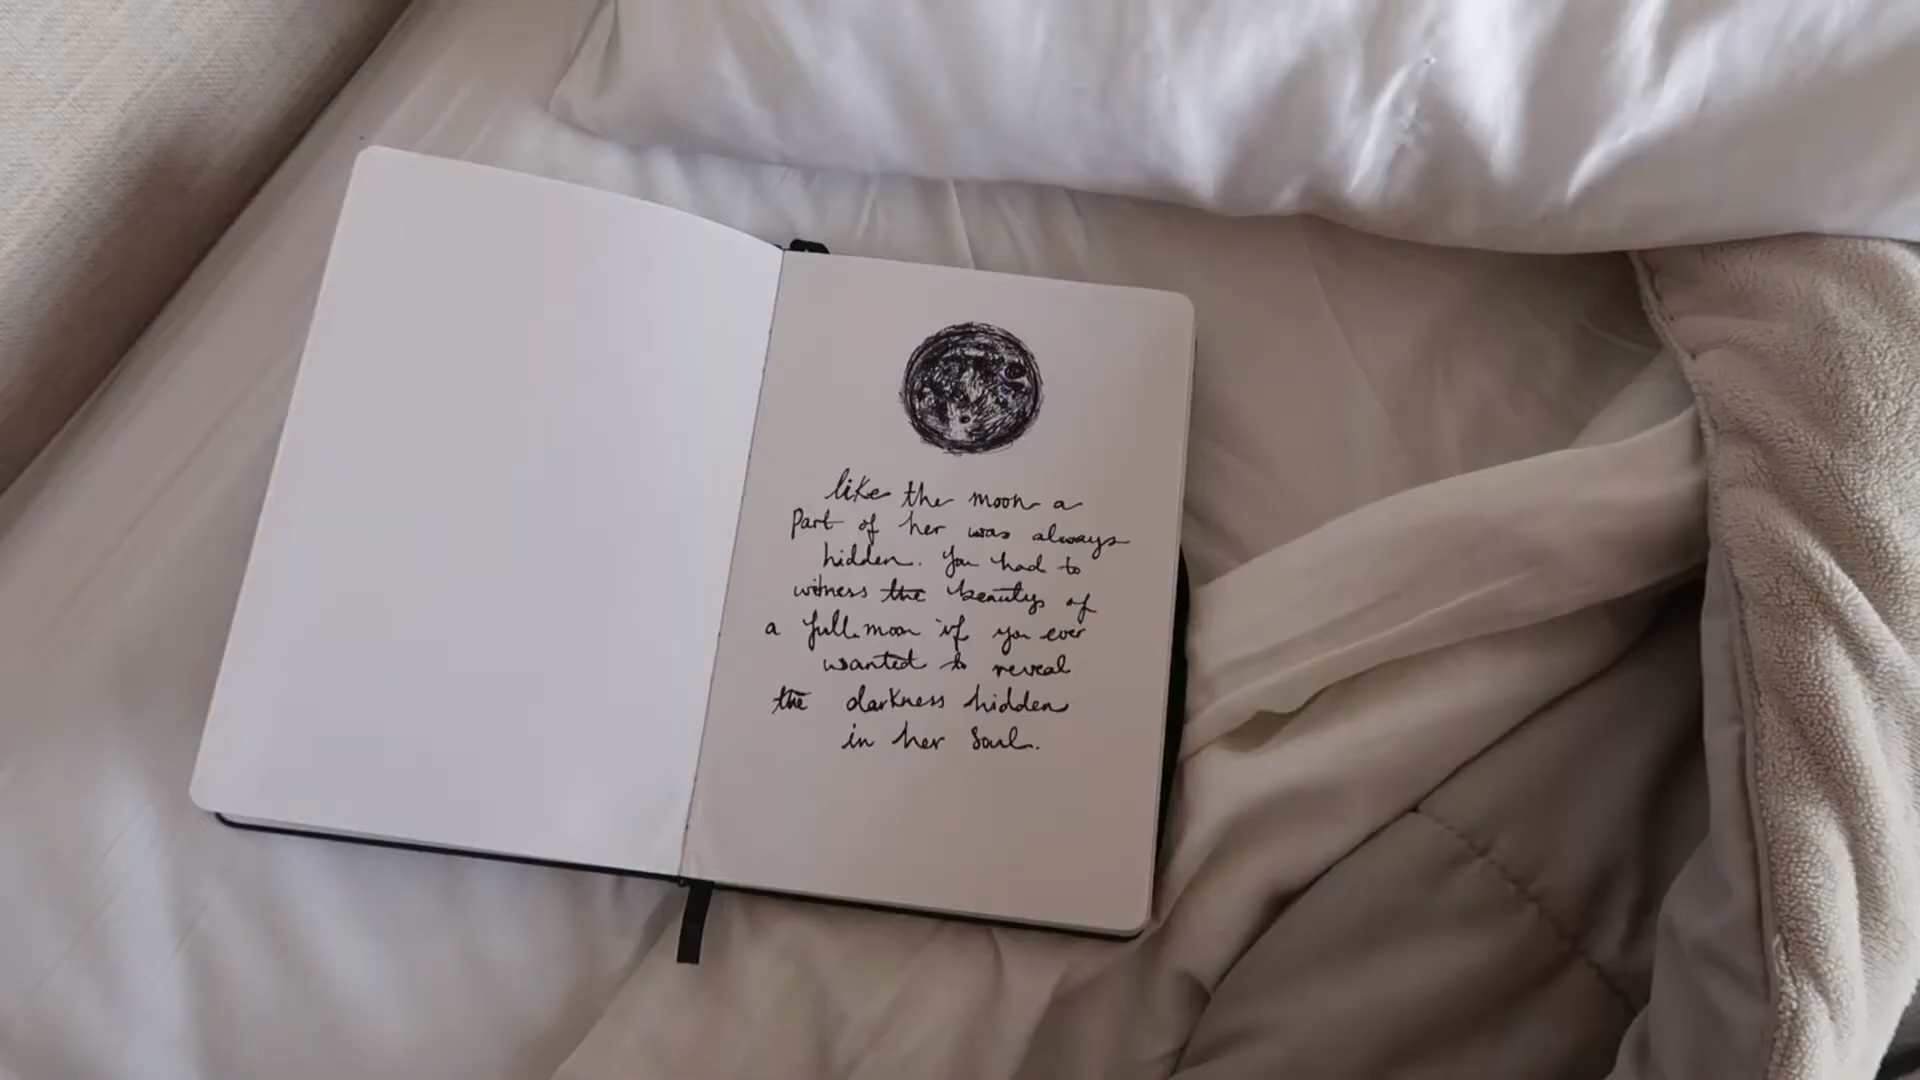 like the moon a
part of her was always
hidden. You had to
witness the beauty of
a full moon if you ever
wanted to reveal
the darkness hidden
in her soul.